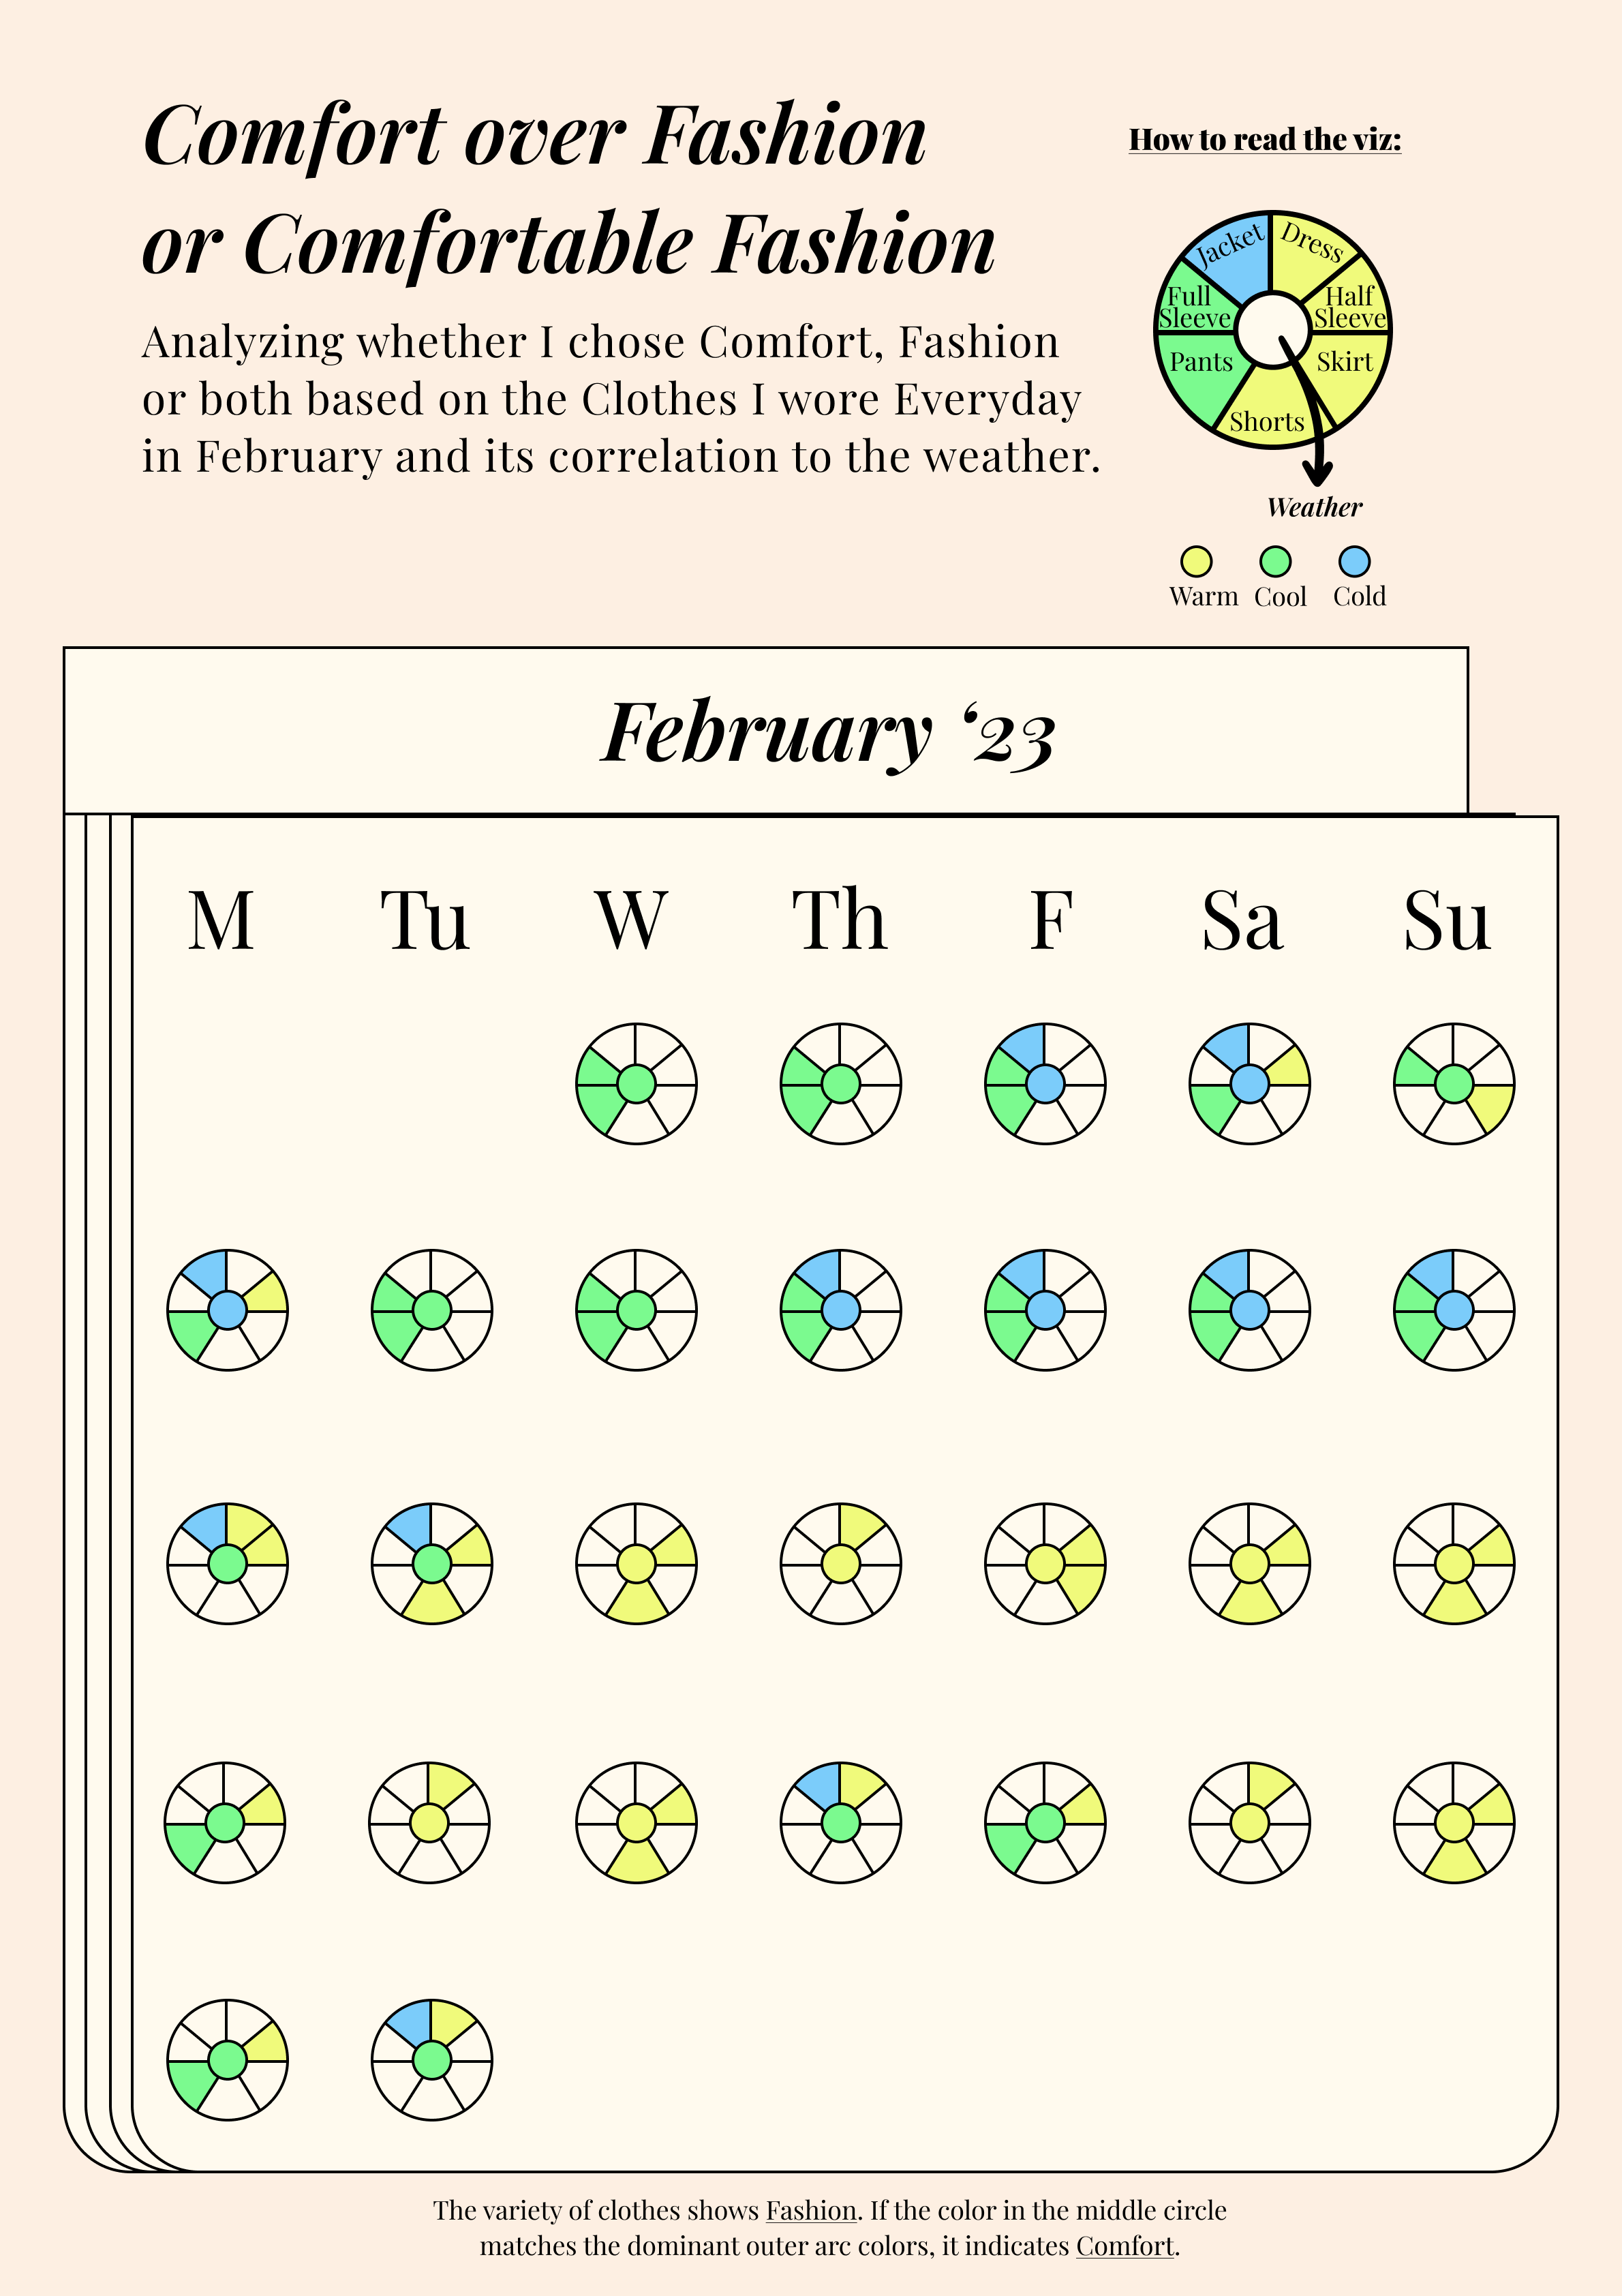 Comfort over Fashion
or Comfortable Fashion
Analyzing whether I chose Comfort, Fashion
or both based on the Clothes I wore Everyday
in February and its correlation to the weather.
How to read the viz:
Jacket
Dress
Full
Sleeve
Half
Sleeve
Pants
Skirt
Shorts
Weather
Warm Cool Cold
February ‘23
M Tu W Th F Sa Su
The variety of clothes shows Fashion. If the color in the middle circle
matches the dominant outer arc colors, it indicates Comfort.